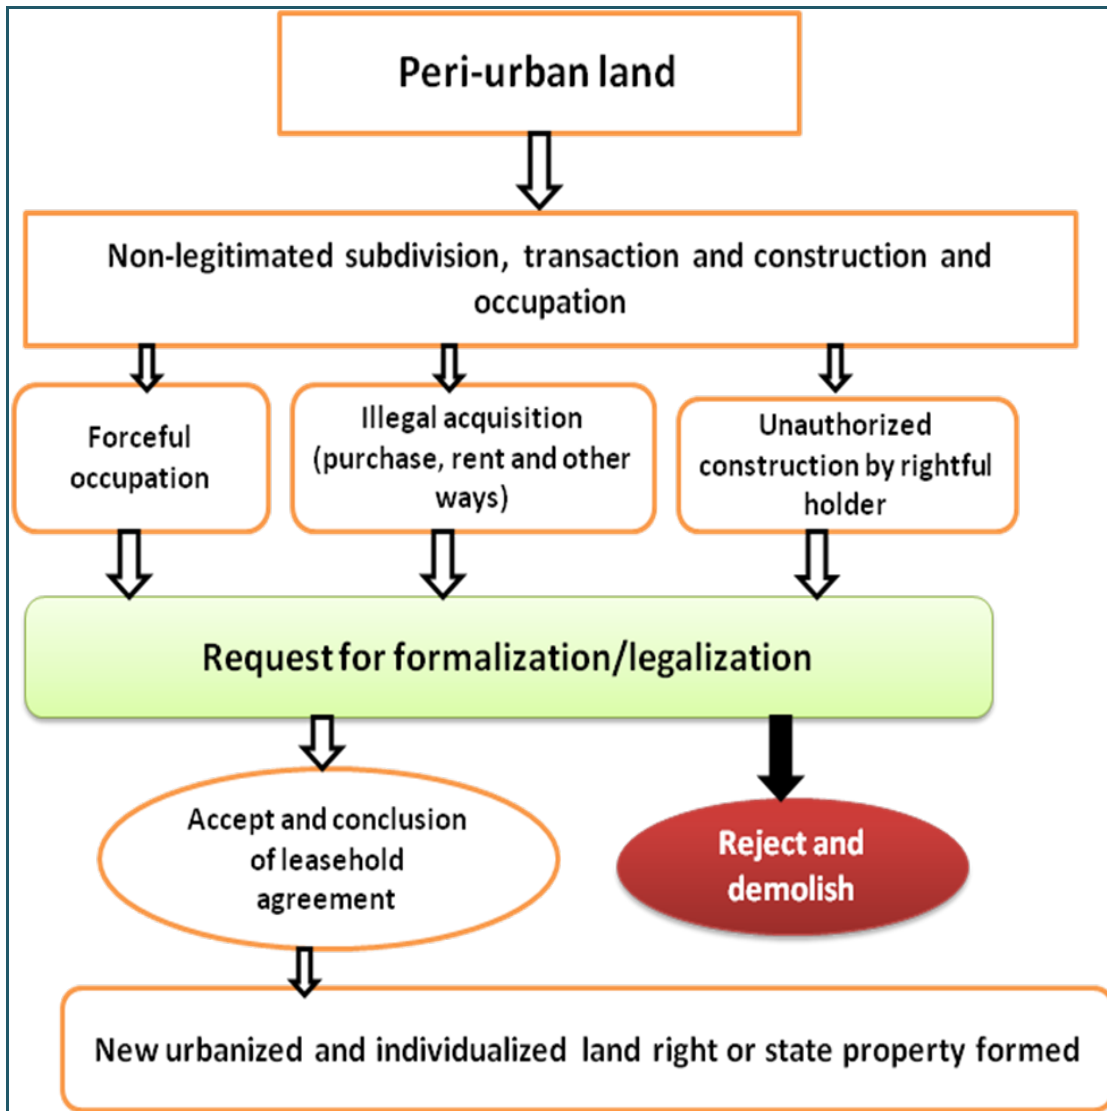 Peri-urban land
Non-legitimated subdivision, transaction and construction and
occupation
Forceful
occupation
Illegal acquisition
(purchase, rent and other
ways)
Unauthorized
construction by rightful
holder
Request for formalization/legalization
Accept and conclusion
of leasehold
agreement
Reject and
demolish
New urbanized and individualized land right or state property formed